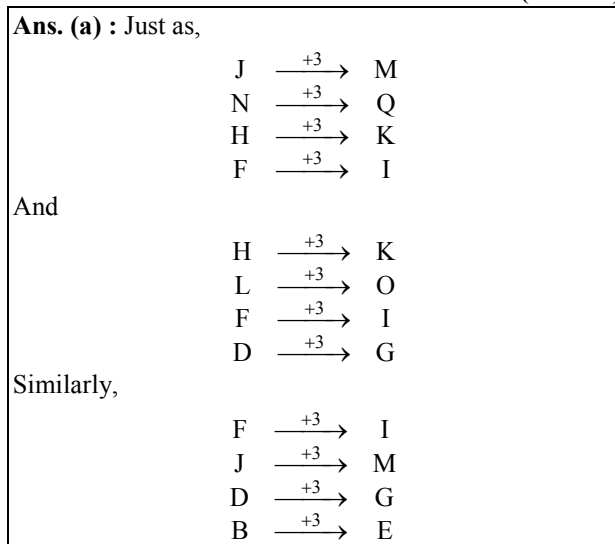 Ans. (a) : Just as,
J +3→ M
N +3→ Q
H +3→ K
F +3→ I
And
H +3→ K
L +3→ O
F +3→ I
D +3→ G
Similarly,
F +3→ I
J +3→ M
D +3→ G
B +3→ E